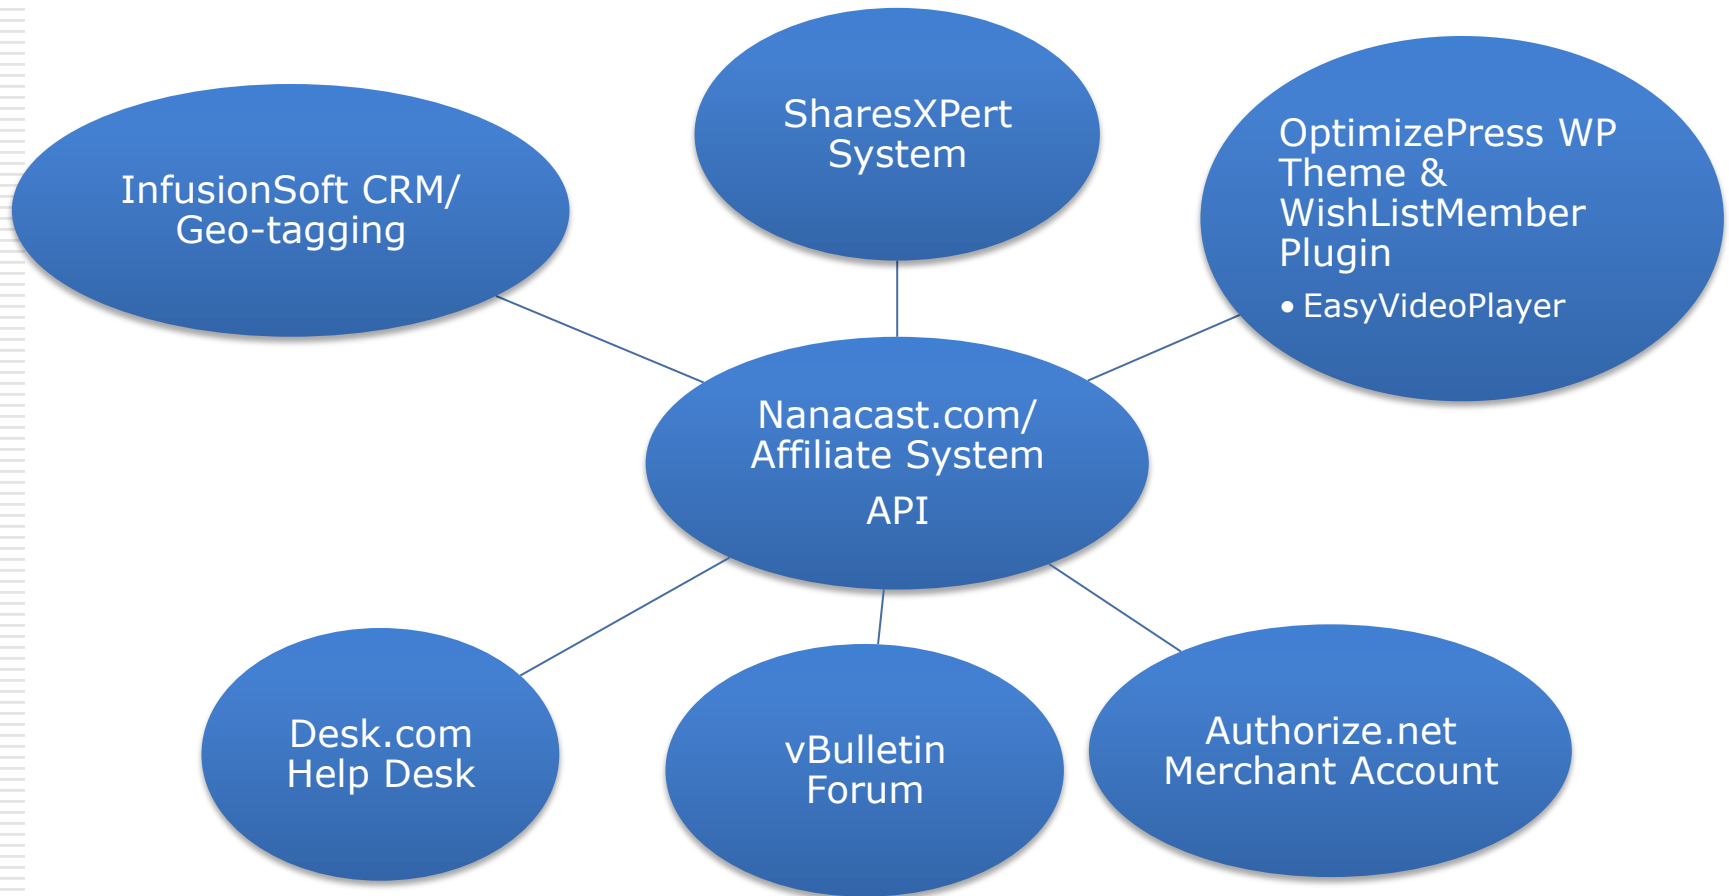 SharesXPert
System
InfusionSoft CRM/
Geo-tagging
OptimizePress WP
Theme &
WishListMember
Plugin
• EasyVideoPlayer
Nanacast.com/
Affiliate System
API
Desk.com
Help Desk
vBulletin
Forum
Authorize.net
Merchant Account